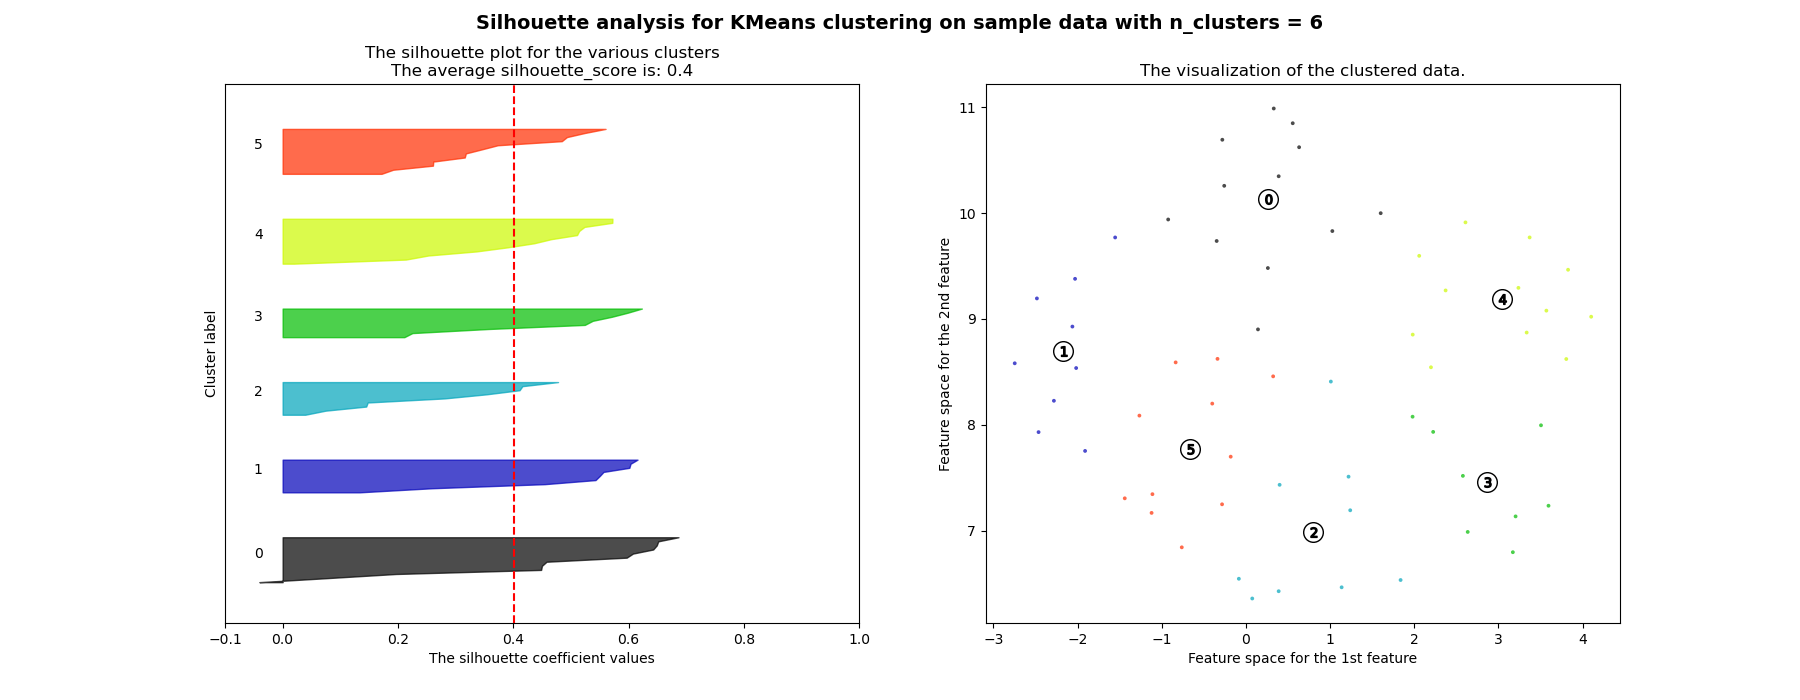 Silhouette analysis for KMeans clustering on sample data with n_clusters = 6
The silhouette plot for the various clusters
The average silhouette_score is: 0.4
Cluster label
5
4
3
2
1
0
−0.1 0.0 0.2 0.4 0.6 0.8 1.0
The silhouette coefficient values
The visualization of the clustered data.
Feature space for the 2nd feature
11
10
9
8
7
0
4
1
5
3
2
−3 −2 −1 0 1 2 3 4
Feature space for the 1st feature